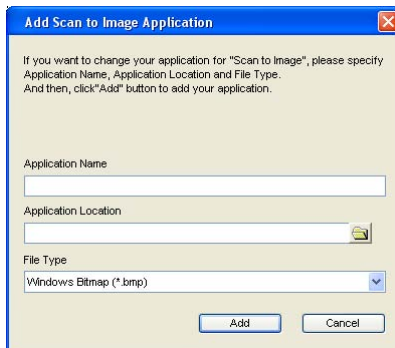 Add Scan to Image Application
If you want to change your application for "Scan to Image", please specify
Application Name, Application Location and File Type.
And then, click"Add" button to add your application.
Application Name
Application Location
File Type
Windows Bitmap (*.bmp)
Add
Cancel